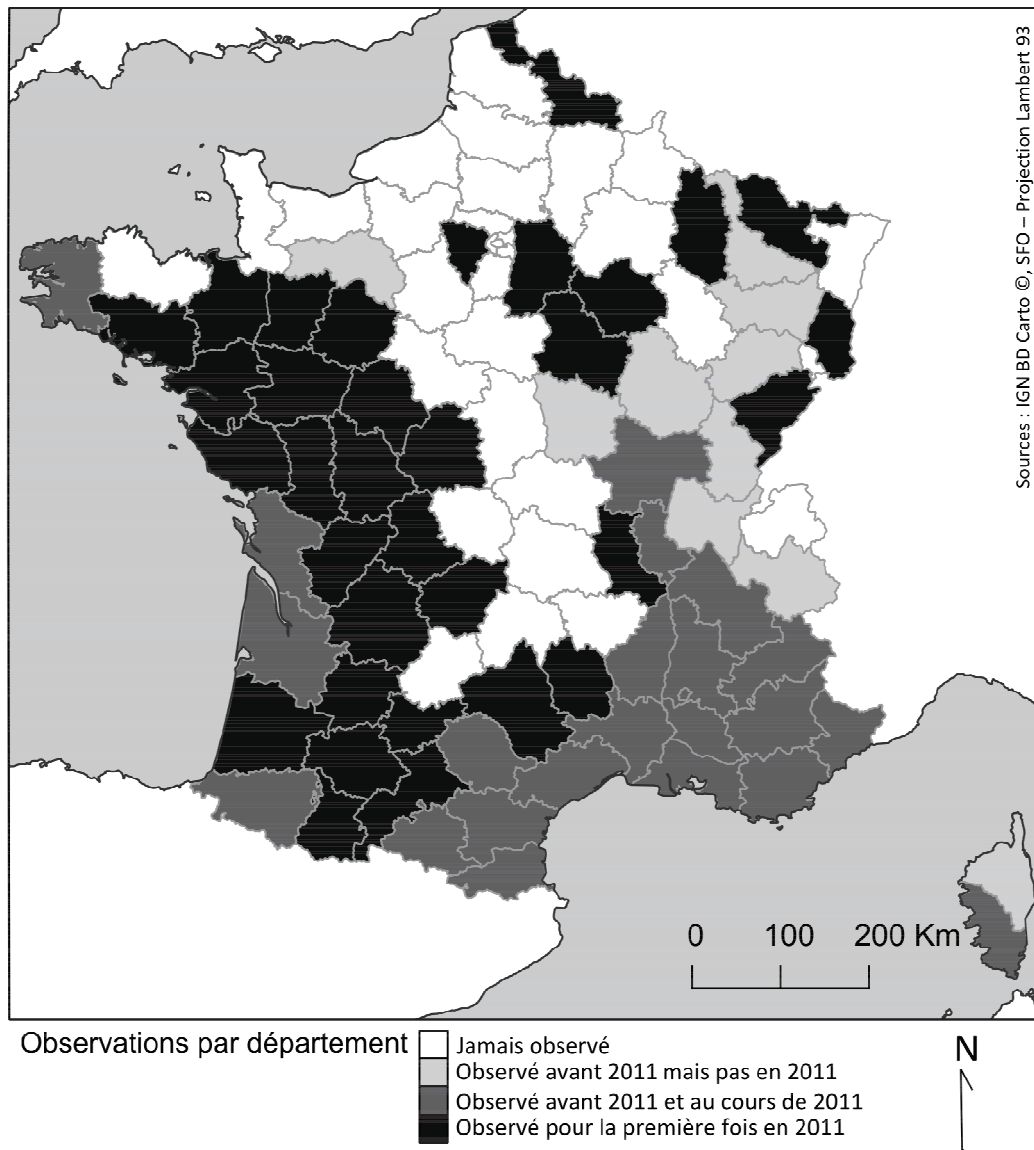 Sources : IGN BD Carto ©, SFO – Projection Lambert 93
0 100 200 Km
Observations par département
Jamais observé
Observé avant 2011 mais pas en 2011
Observé avant 2011 et au cours de 2011
Observé pour la première fois en 2011
N